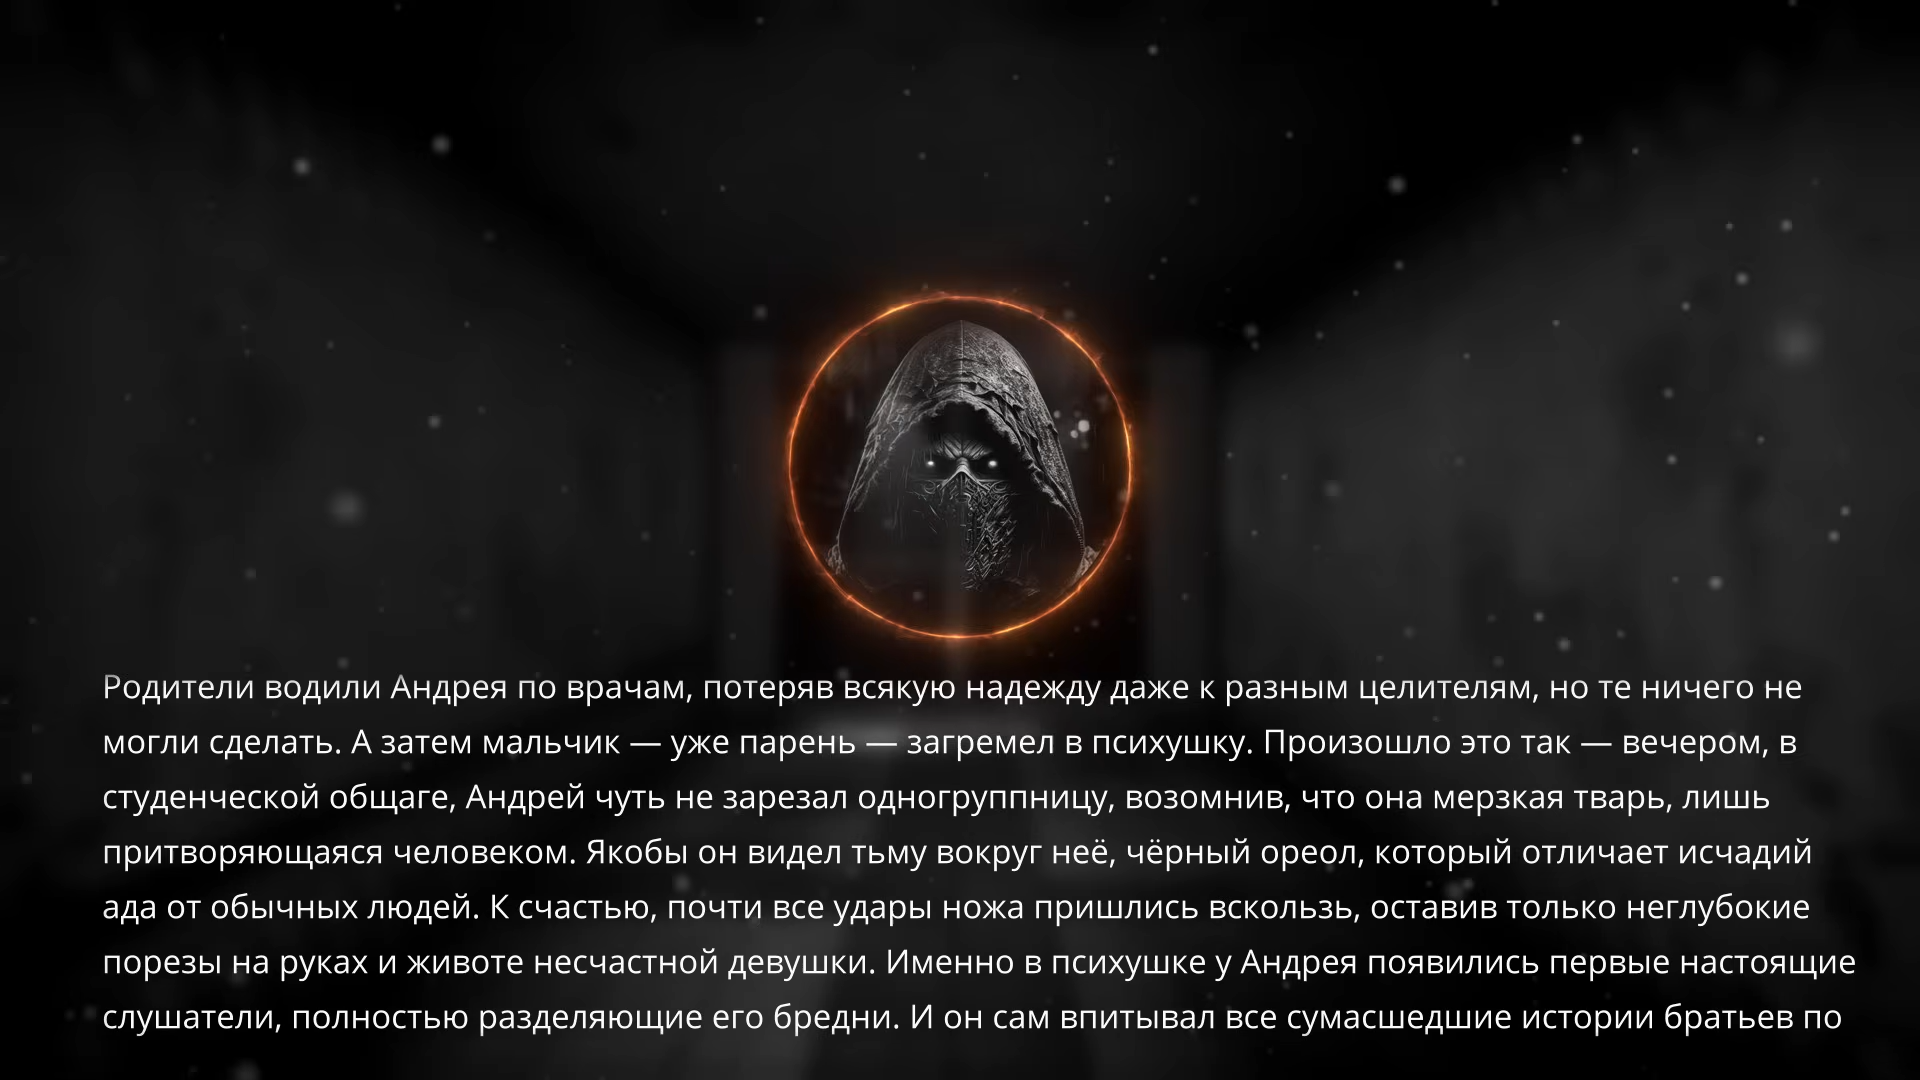 Родители водили Андрея по врачам, потеряв всякую надежду даже к разным целителям, но те ничего не
могли сделать. А затем мальчик — уже парень — загремел в психушку. Произошло это так — вечером, в
студенческой общаге, Андрей чуть не зарезал одногруппницу, возомнив, что она мерзкая тварь, лишь
притворяющаяся человеком. Якобы он видел тьму вокруг неё, чёрный ореол, который отличает исчадий
ада от обычных людей. К счастью, почти все удары ножа пришлись вскользь, оставив только неглубокие
порезы на руках и животе несчастной девушки. Именно в психушке у Андрея появились первые настоящие
слушатели, полностью разделяющие его бредни. И он сам впитывал все сумасшедшие истории братьев по